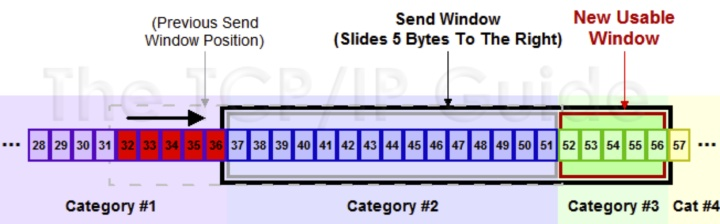 (Previous Send
Window Position)
Send Window
(Slides 5 Bytes To The Right)
New Usable
Window
The TCP/IP Guide
... 28 29 30 31 32 33 34 35 36 37 38 39 40 41 42 43 44 45 46 47 48 49 50 51 52 53 54 55 56 57 ...
Category #1
Category #2
Category #3
Cat #4